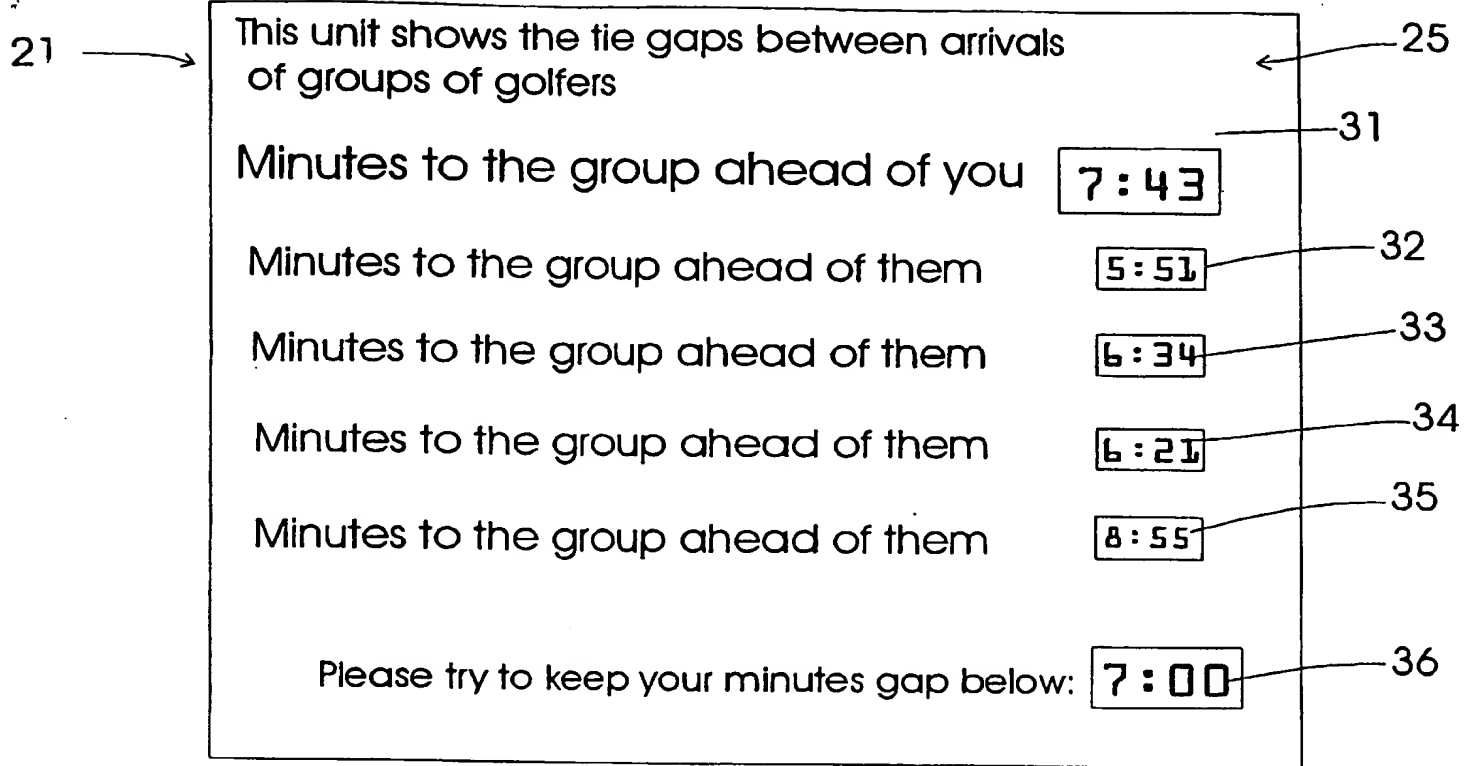 21
This unit shows the tie gaps between arrivals
of groups of golfers
25
31
Minutes to the group ahead of you 7:43
Minutes to the group ahead of them 5:51
32
Minutes to the group ahead of them 6:34
33
Minutes to the group ahead of them 6:21
34
Minutes to the group ahead of them 8:55
35
Please try to keep your minutes gap below: 7:00
36